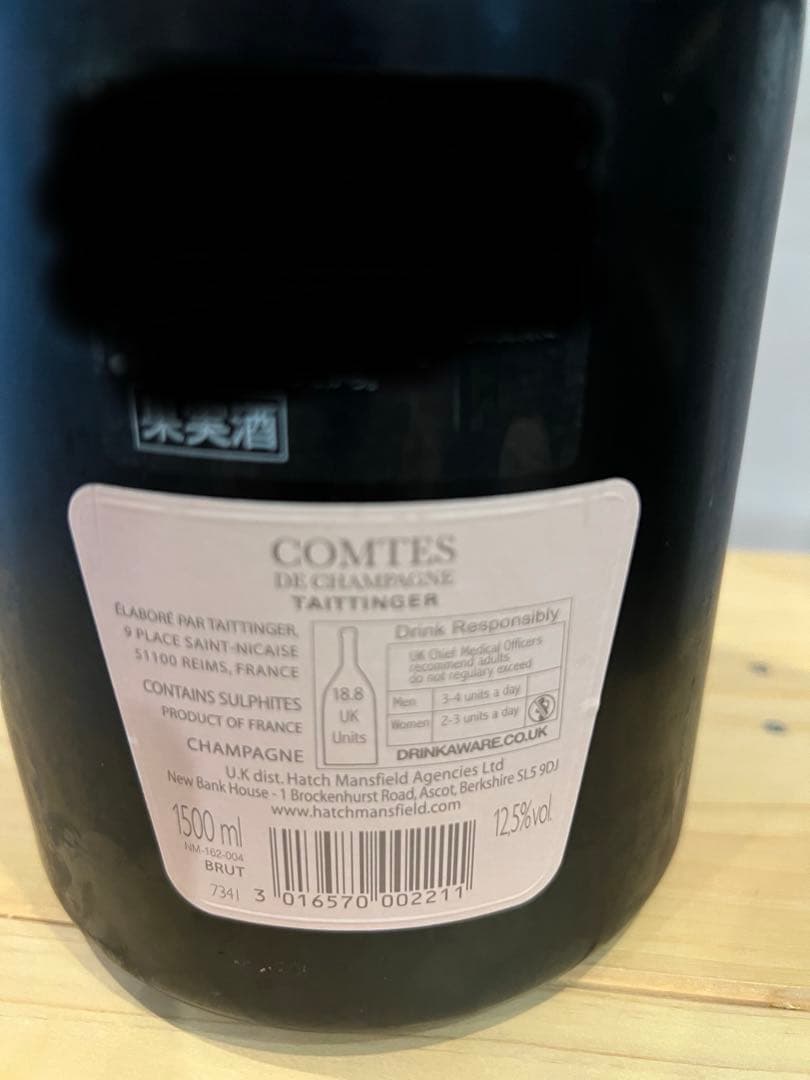 果実酒
COMTES
DE CHAMPAGNE
TAITTINGER
ÉLABORÉ PAR TAITTINGER,
9 PLACE SAINT-NICAISE
51100 REIMS, FRANCE
CONTAINS SULPHITES
PRODUCT OF FRANCE
CHAMPAGNE
18.8
UK
Units
Drink Responsibly
UK Chief Medical Officers
recommend adults
do not regulary exceed
Men 3-4 units a day
Women 2-3 units a day
DRINKAWARE.CO.UK
U.K dist. Hatch Mansfield Agencies Ltd
New Bank House - 1 Brockenhurst Road, Ascot, Berkshire SL5 9DJ
www.hatchmansfield.com
1500 ml
NM-162-004
BRUT
7341
12,5%vol.
3 016570 002211